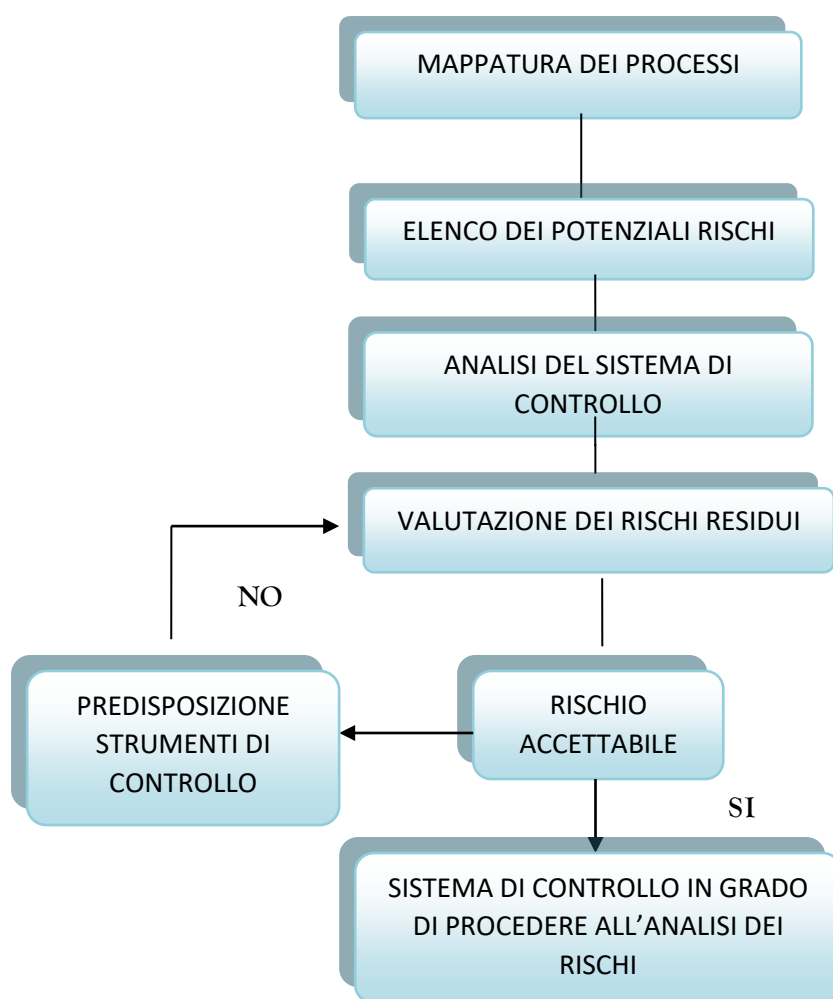 MAPPATURA DEI PROCESSI
ELENCO DEI POTENZIALI RISCHI
ANALISI DEL SISTEMA DI
CONTROLLO
VALUTAZIONE DEI RISCHI RESIDUI
NO
PREDISPOSIZIONE
STRUMENTI DI
CONTROLLO
RISCHIO
ACCETTABILE
SI
SISTEMA DI CONTROLLO IN GRADO
DI PROCEDERE ALL’ANALISI DEI
RISCHI